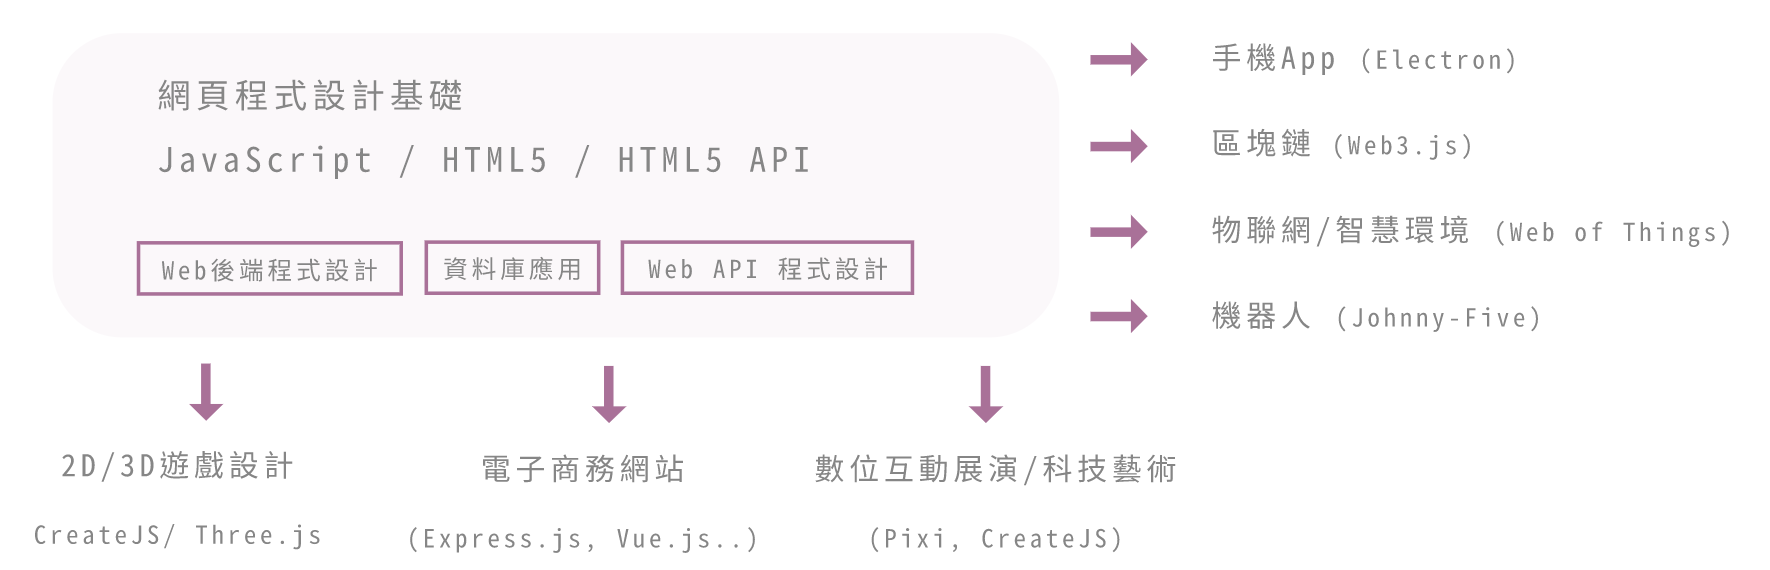 網頁程式設計基礎
JavaScript / HTML5 / HTML5 API
Web後端程式設計
資料庫應用
Web API 程式設計
手機App (Electron)
區塊鏈 (Web3.js)
物聯網/智慧環境 (Web of Things)
機器人 (Johnny-Five)
2D/3D遊戲設計
CreateJS/ Three.js
電子商務網站
(Express.js, Vue.js..)
數位互動展演/科技藝術
(Pixi, CreateJS)